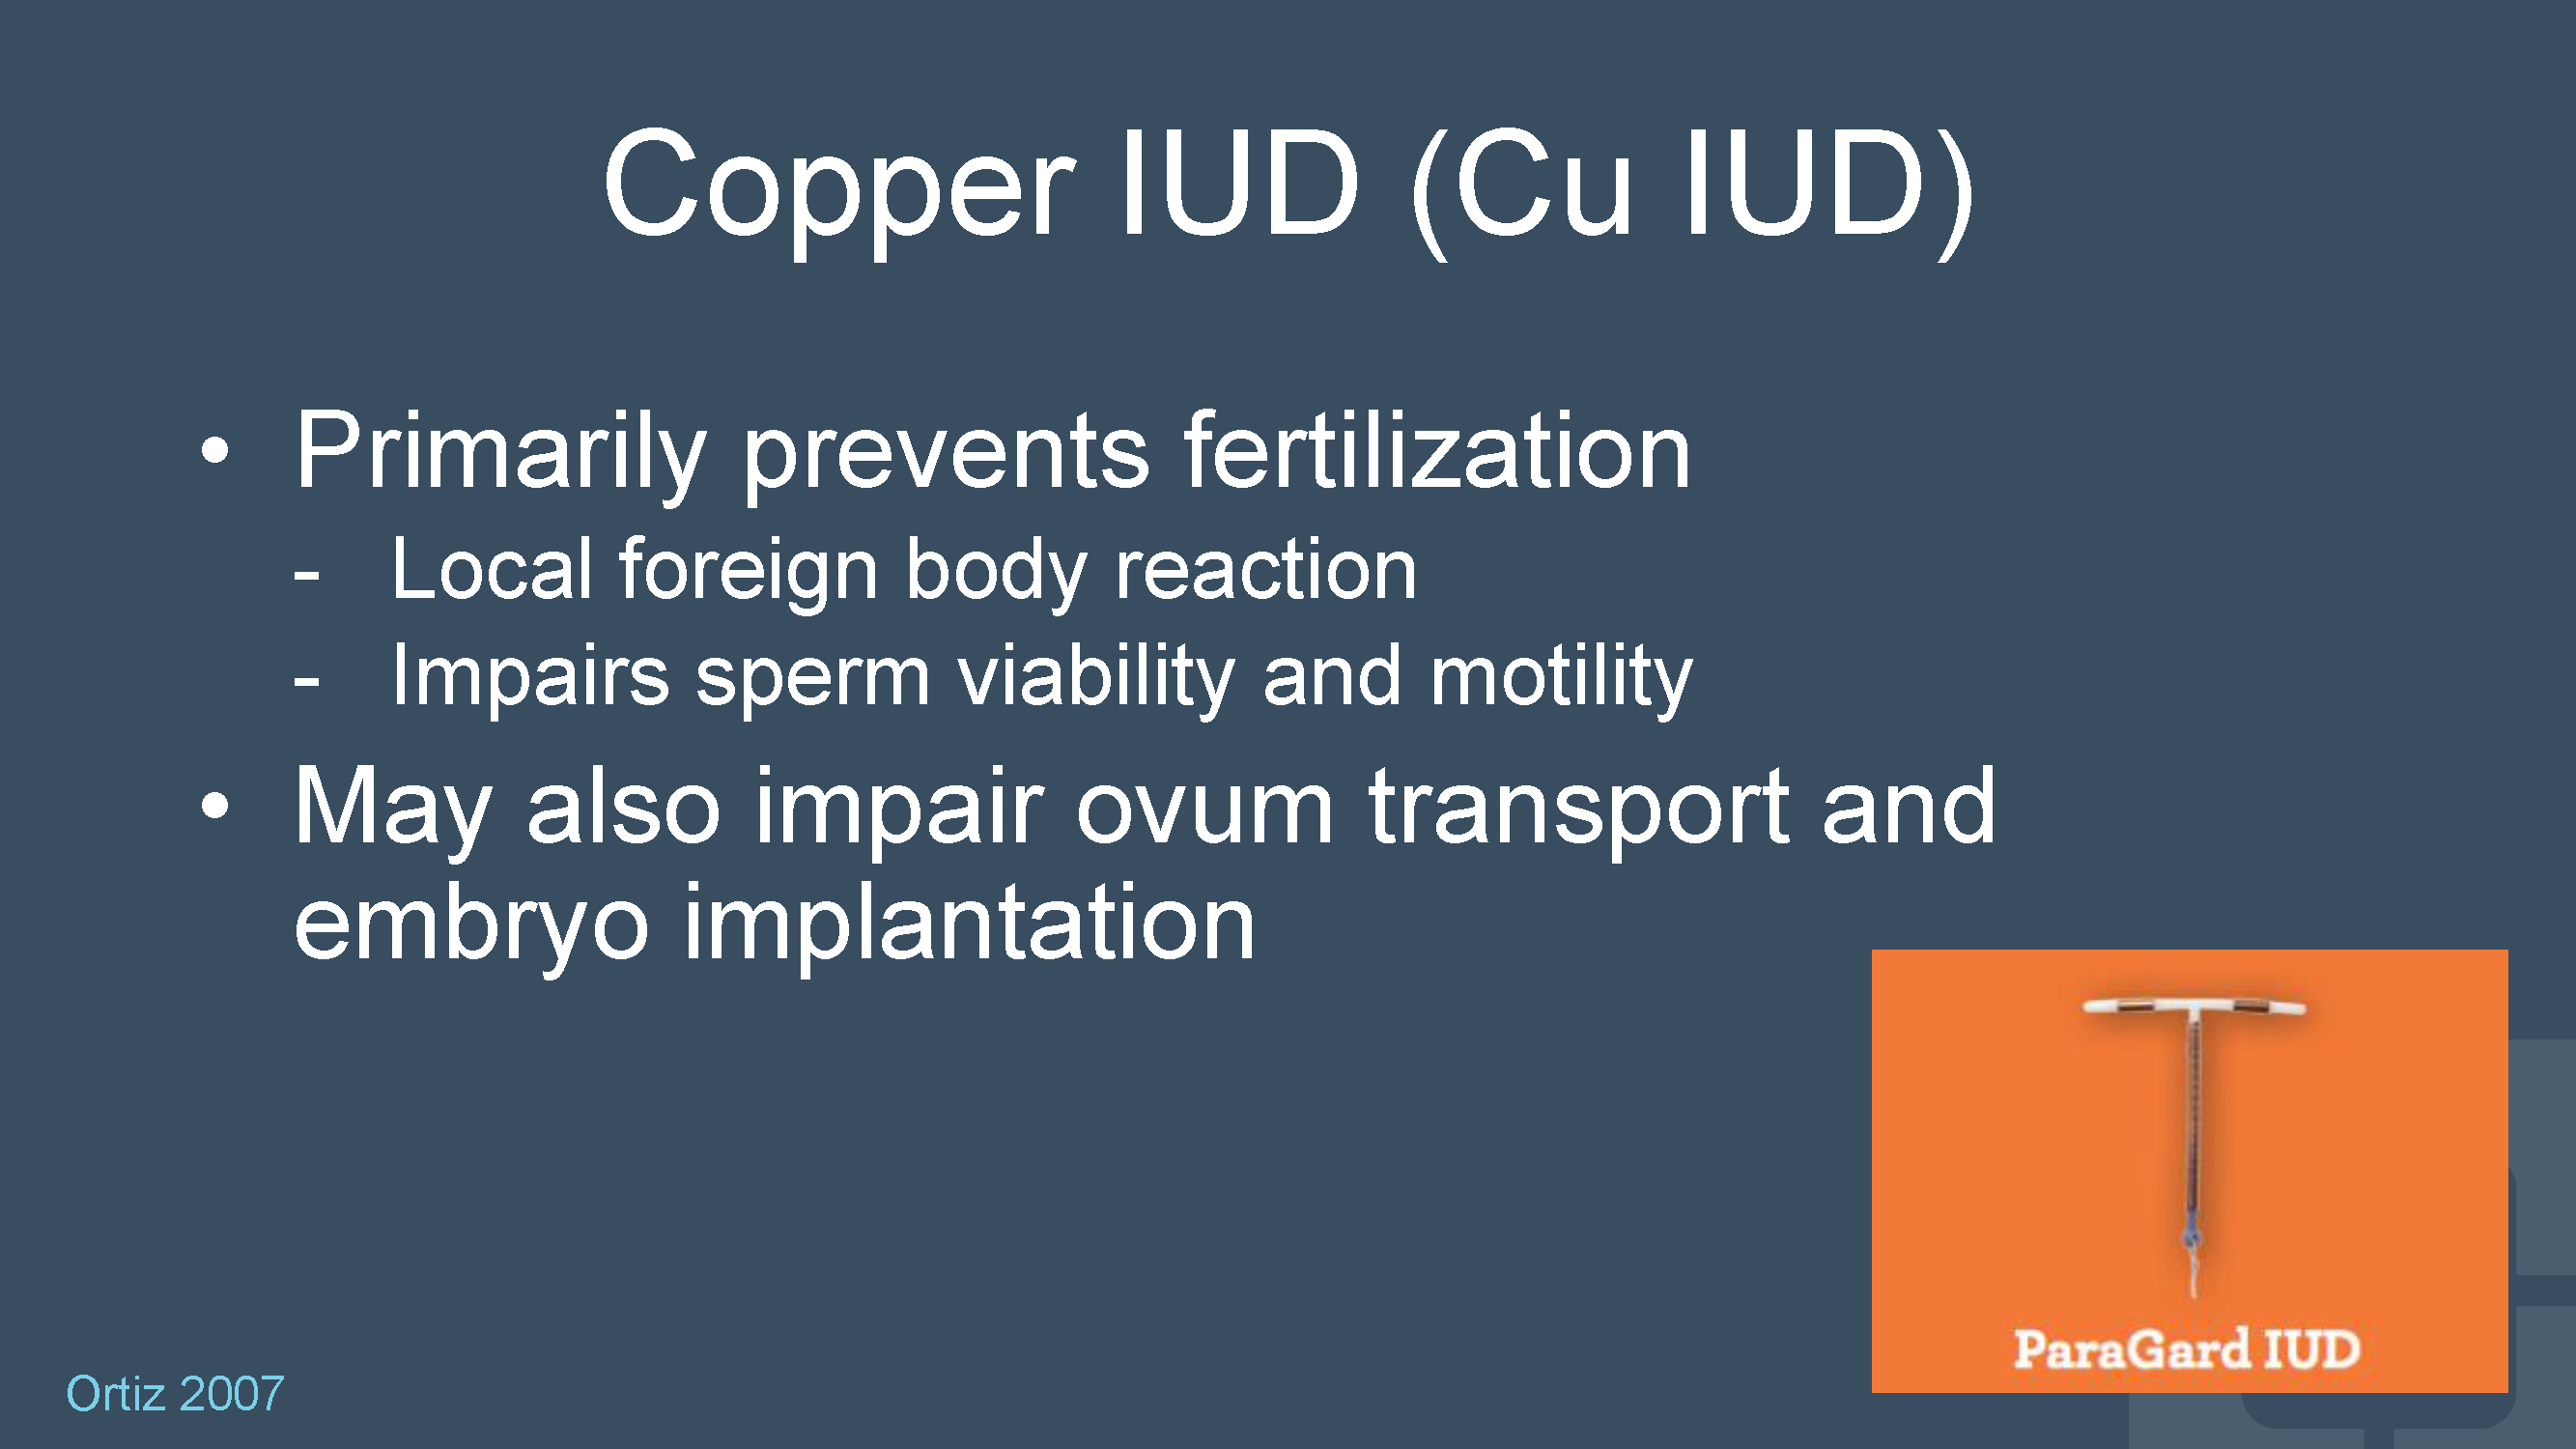 Copper IUD (Cu IUD)
• Primarily prevents fertilization
- Local foreign body reaction
- Impairs sperm viability and motility
• May also impair ovum transport and
embryo implantation
ParaGard IUD
Ortiz 2007